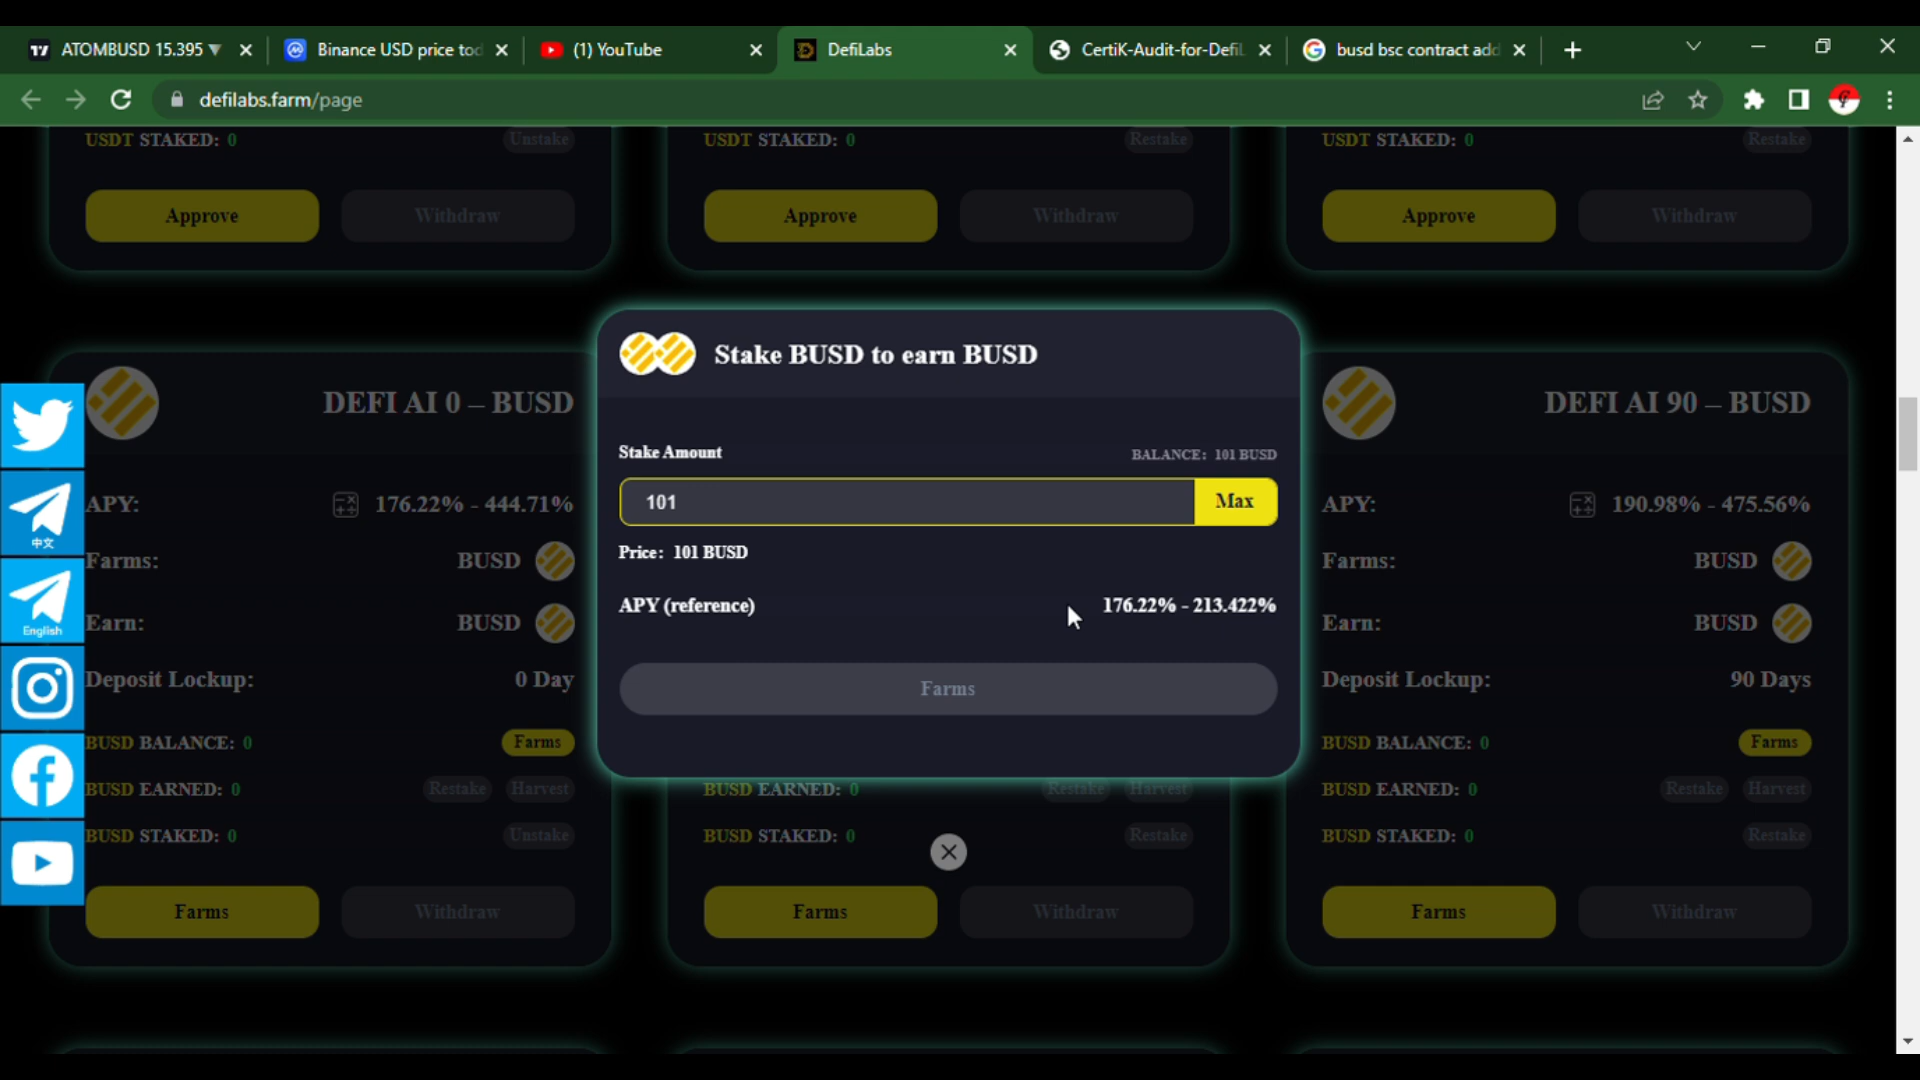 ATOMBUSD 15.395
Binance USD price tod
(1) YouTube
DefiLabs
CertiK-Audit-for-DefiL
busd bsc contract add
defilabs.farm/page
USDT STAKED: 0
Unstake
USDT STAKED: 0
Restake
USDT STAKED: 0
Restake
Approve
Withdraw
Approve
Withdraw
Approve
Withdraw
Stake BUSD to earn BUSD
Stake Amount
BALANCE: 101 BUSD
101
Max
Price: 101 BUSD
APY (reference)
176.22% - 213.422%
Farms
DEFI AI 0 – BUSD
APY:
176.22% - 444.71%
Farms:
BUSD
Earn:
BUSD
Deposit Lockup:
0 Day
BUSD BALANCE: 0
Farms
BUSD EARNED: 0
Restake
Harvest
BUSD STAKED: 0
Unstake
Farms
Withdraw
BUSD EARNED: 0
Restake
Harvest
BUSD STAKED: 0
Restake
Farms
Withdraw
DEFI AI 90 – BUSD
APY:
190.98% - 475.56%
Farms:
BUSD
Earn:
BUSD
Deposit Lockup:
90 Days
BUSD BALANCE: 0
Farms
BUSD EARNED: 0
Restake
Harvest
BUSD STAKED: 0
Restake
Farms
Withdraw
中文
English